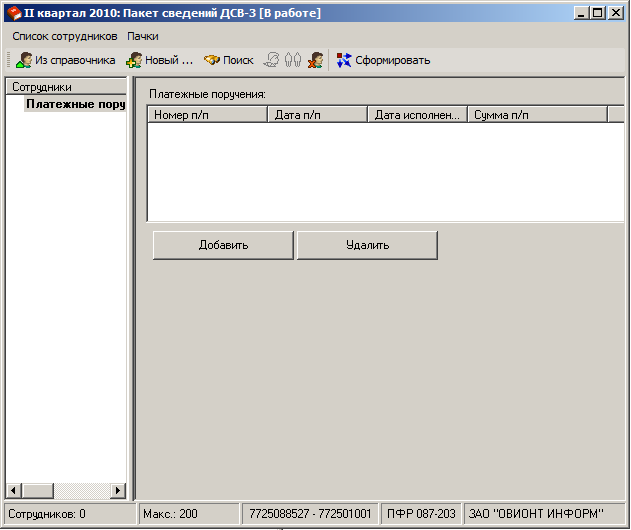 II квартал 2010: Пакет сведений ДСВ-3 [В работе]
Список сотрудников Пачки
Из справочника Новый ... Поиск Сформировать
Сотрудники
Платежные пору
Платежные поручения:
Номер п/п Дата п/п Дата исполнен... Сумма п/п
Добавить Удалить
Сотрудников: 0 Макс.: 200 7725088527 - 772501001 ПФР 087-203 ЗАО "ОВИОНТ ИНФОРМ"